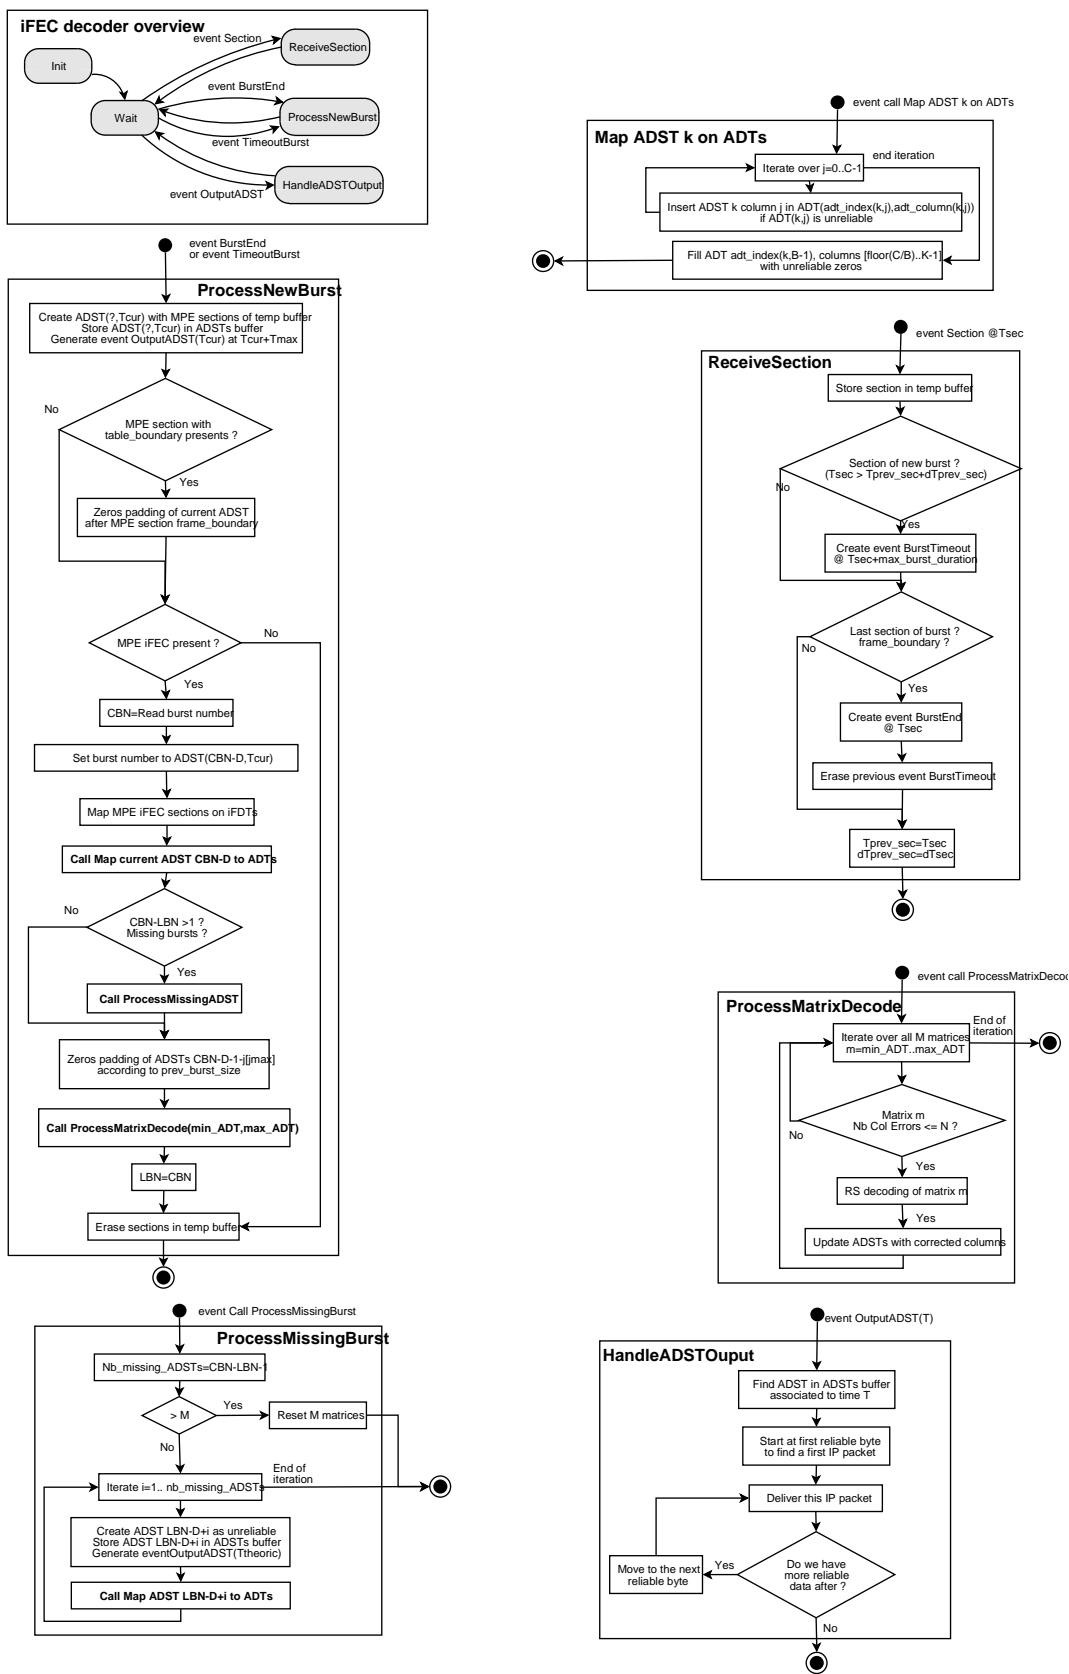 iFEC decoder overview
event Section
ReceiveSection
Init
event BurstEnd
Wait
ProcessNewBurst
event TimeoutBurst
HandleADSTOutput
event OutputADST
event BurstEnd
or event TimeoutBurst
ProcessNewBurst
Create ADST(?,Tcur) with MPE sections of temp buffer
Store ADST(?,Tcur) in ADSTs buffer
Generate event OutputADST(Tcur) at Tcur+Tmax
No
MPE section with
table_boundary presents ?
Yes
Zeros padding of current ADST
after MPE section frame_boundary
MPE iFEC present ?
No
Yes
CBN=Read burst number
Set burst number to ADST(CBN-D,Tcur)
Map MPE iFEC sections on iFDTs
Call Map current ADST CBN-D to ADTs
No
CBN-LBN >1 ?
Missing bursts ?
Yes
Call ProcessMissingADST
Zeros padding of ADSTs CBN-D-1-j[jmax]
according to prev_burst_size
Call ProcessMatrixDecode(min_ADT,max_ADT)
LBN=CBN
Erase sections in temp buffer
event Call ProcessMissingBurst
ProcessMissingBurst
Nb_missing_ADSTs=CBN-LBN-1
> M
Yes
Reset M matrices
No
End of
iteration
Iterate i=1.. nb_missing_ADSTs
Create ADST LBN-D+i as unreliable
Store ADST LBN-D+i in ADSTs buffer
Generate eventOutputADST(Ttheoric)
Call Map ADST LBN-D+i to ADTs
event call Map ADST k on ADTs
Map ADST k on ADTs
end iteration
Iterate over j=0..C-1
Insert ADST k column j in ADT(adt_index(k,j),adt_column(k,j))
if ADT(k,j) is unreliable
Fill ADT adt_index(k,B-1), columns [floor(C/B)..K-1]
with unreliable zeros
event Section @Tsec
ReceiveSection
Store section in temp buffer
Section of new burst ?
(Tsec > Tprev_sec+dTprev_sec)
No
Yes
Create event BurstTimeout
@ Tsec+max_burst_duration
Last section of burst ?
frame_boundary ?
No
Yes
Create event BurstEnd
@ Tsec
Erase previous event BurstTimeout
Tprev_sec=Tsec
dTprev_sec=dTsec
event call ProcessMatrixDecod
ProcessMatrixDecode
End of
iteration
Iterate over all M matrices
m=min_ADT..max_ADT
Matrix m
Nb Col Errors <= N ?
No
Yes
RS decoding of matrix m
Yes
Update ADSTs with corrected columns
event OutputADST(T)
HandleADSTOuput
Find ADST in ADSTs buffer
associated to time T
Start at first reliable byte
to find a first IP packet
Deliver this IP packet
Move to the next
reliable byte
Yes
Do we have
more reliable
data after ?
No